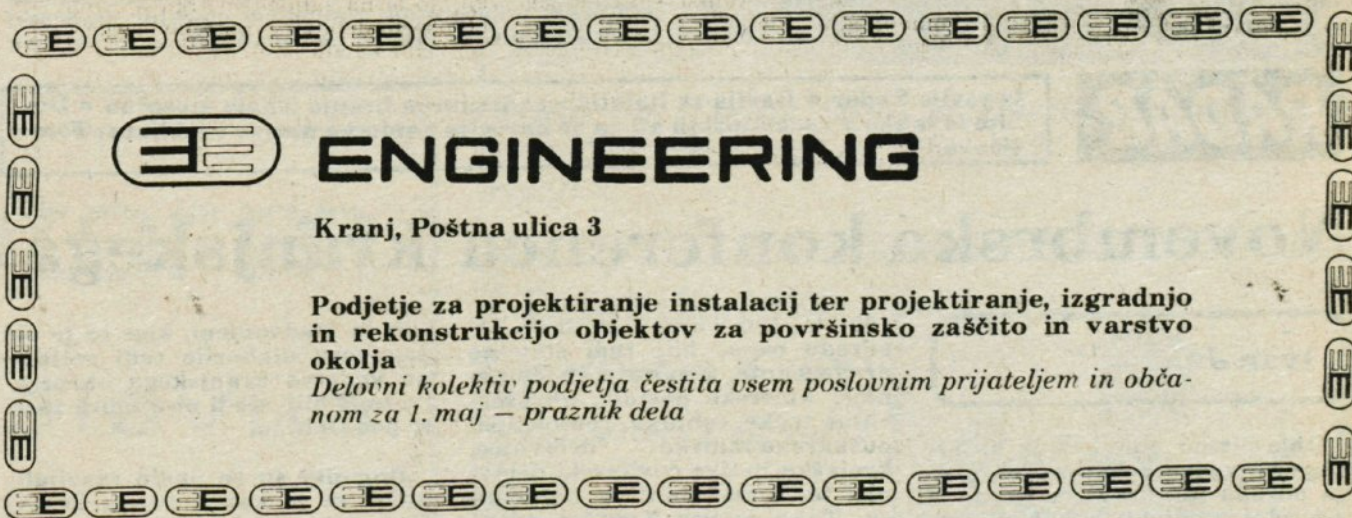 ENGINEERING
Kranj, Poštna ulica 3
Podjetje za projektiranje instalacij ter projektiranje, izgradnjo
in rekonstrukcijo objektov za površinsko zaščito in varstvo
okolja
Delovni kolektiv podjetja čestita vsem poslovnim prijateljem in obča-
nom za 1. maj — praznik dela